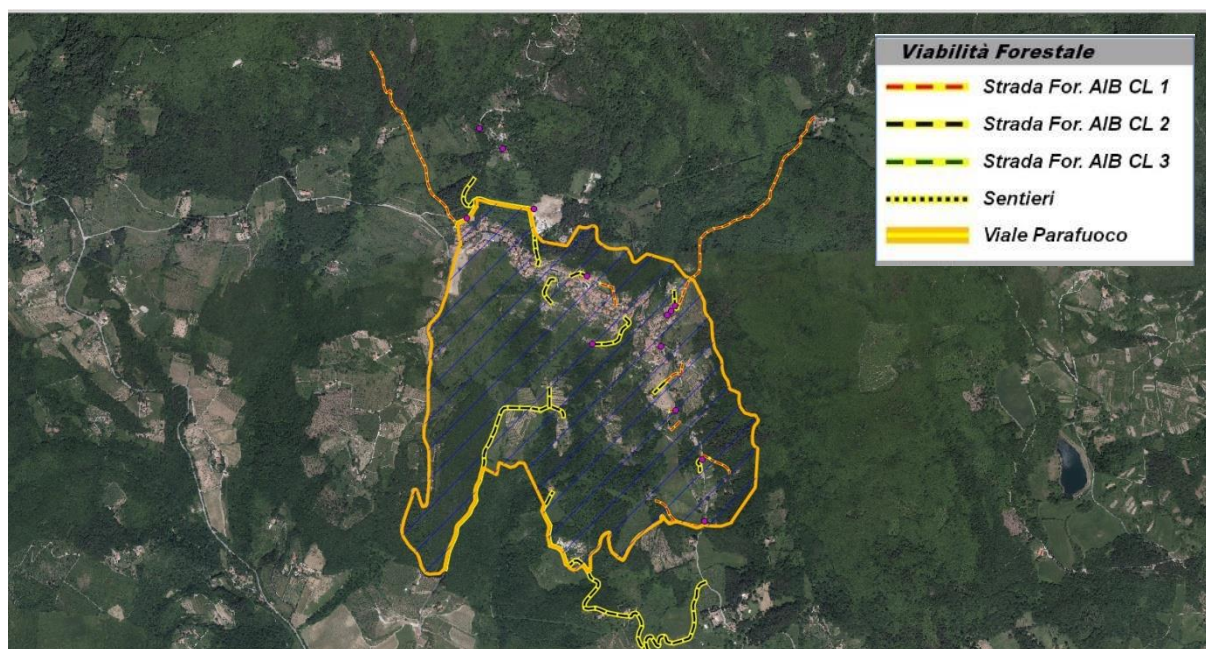 Viabilità Forestale
Strada For. AIB CL 1
Strada For. AIB CL 2
Strada For. AIB CL 3
Sentieri
Viale Parafuoco